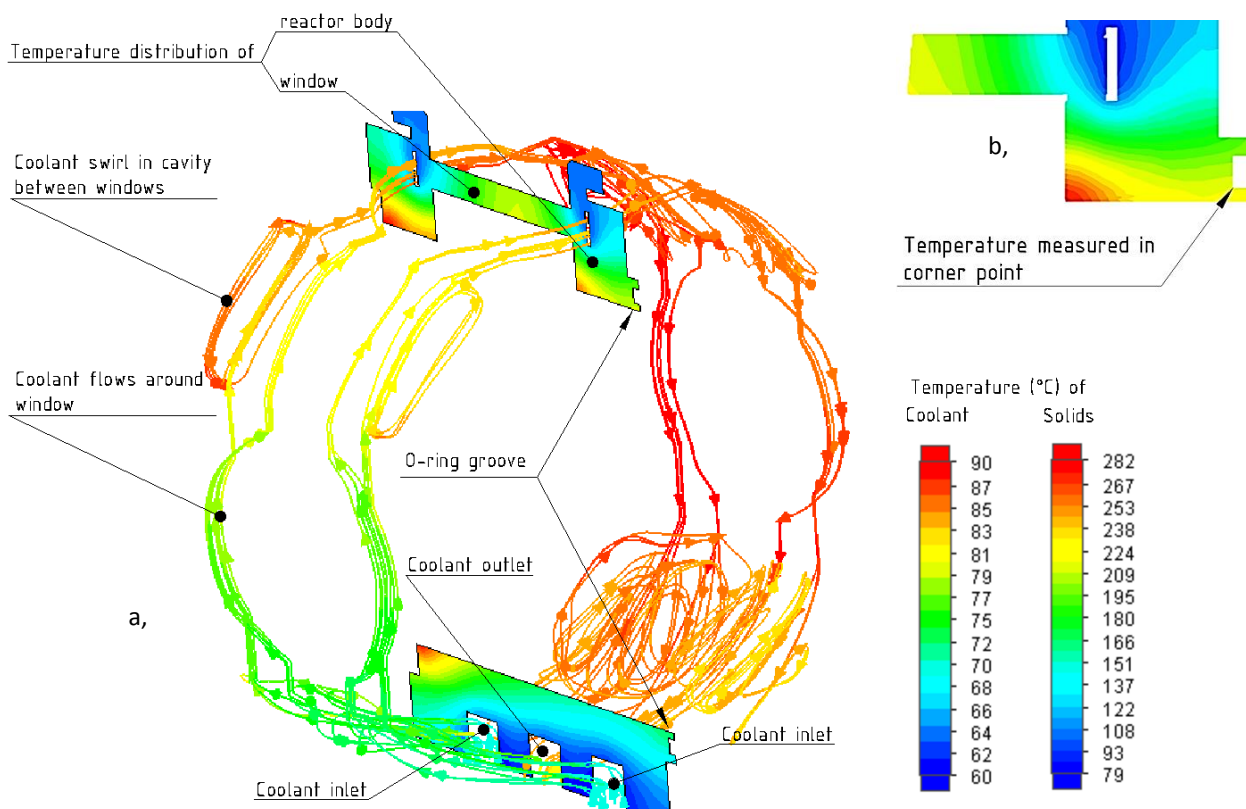 reactor body
Temperature distribution of
window
Coolant swirl in cavity
between windows
Coolant flows around
window
O-ring groove
Coolant outlet
a,
Coolant inlet
Coolant inlet
b,
Temperature measured in
corner point
Temperature (°C) of
Coolant Solids
90 282
87 267
85 253
83 238
81 224
79 209
77 195
75 180
72 166
70 151
68 137
66 122
64 108
62 93
60 79